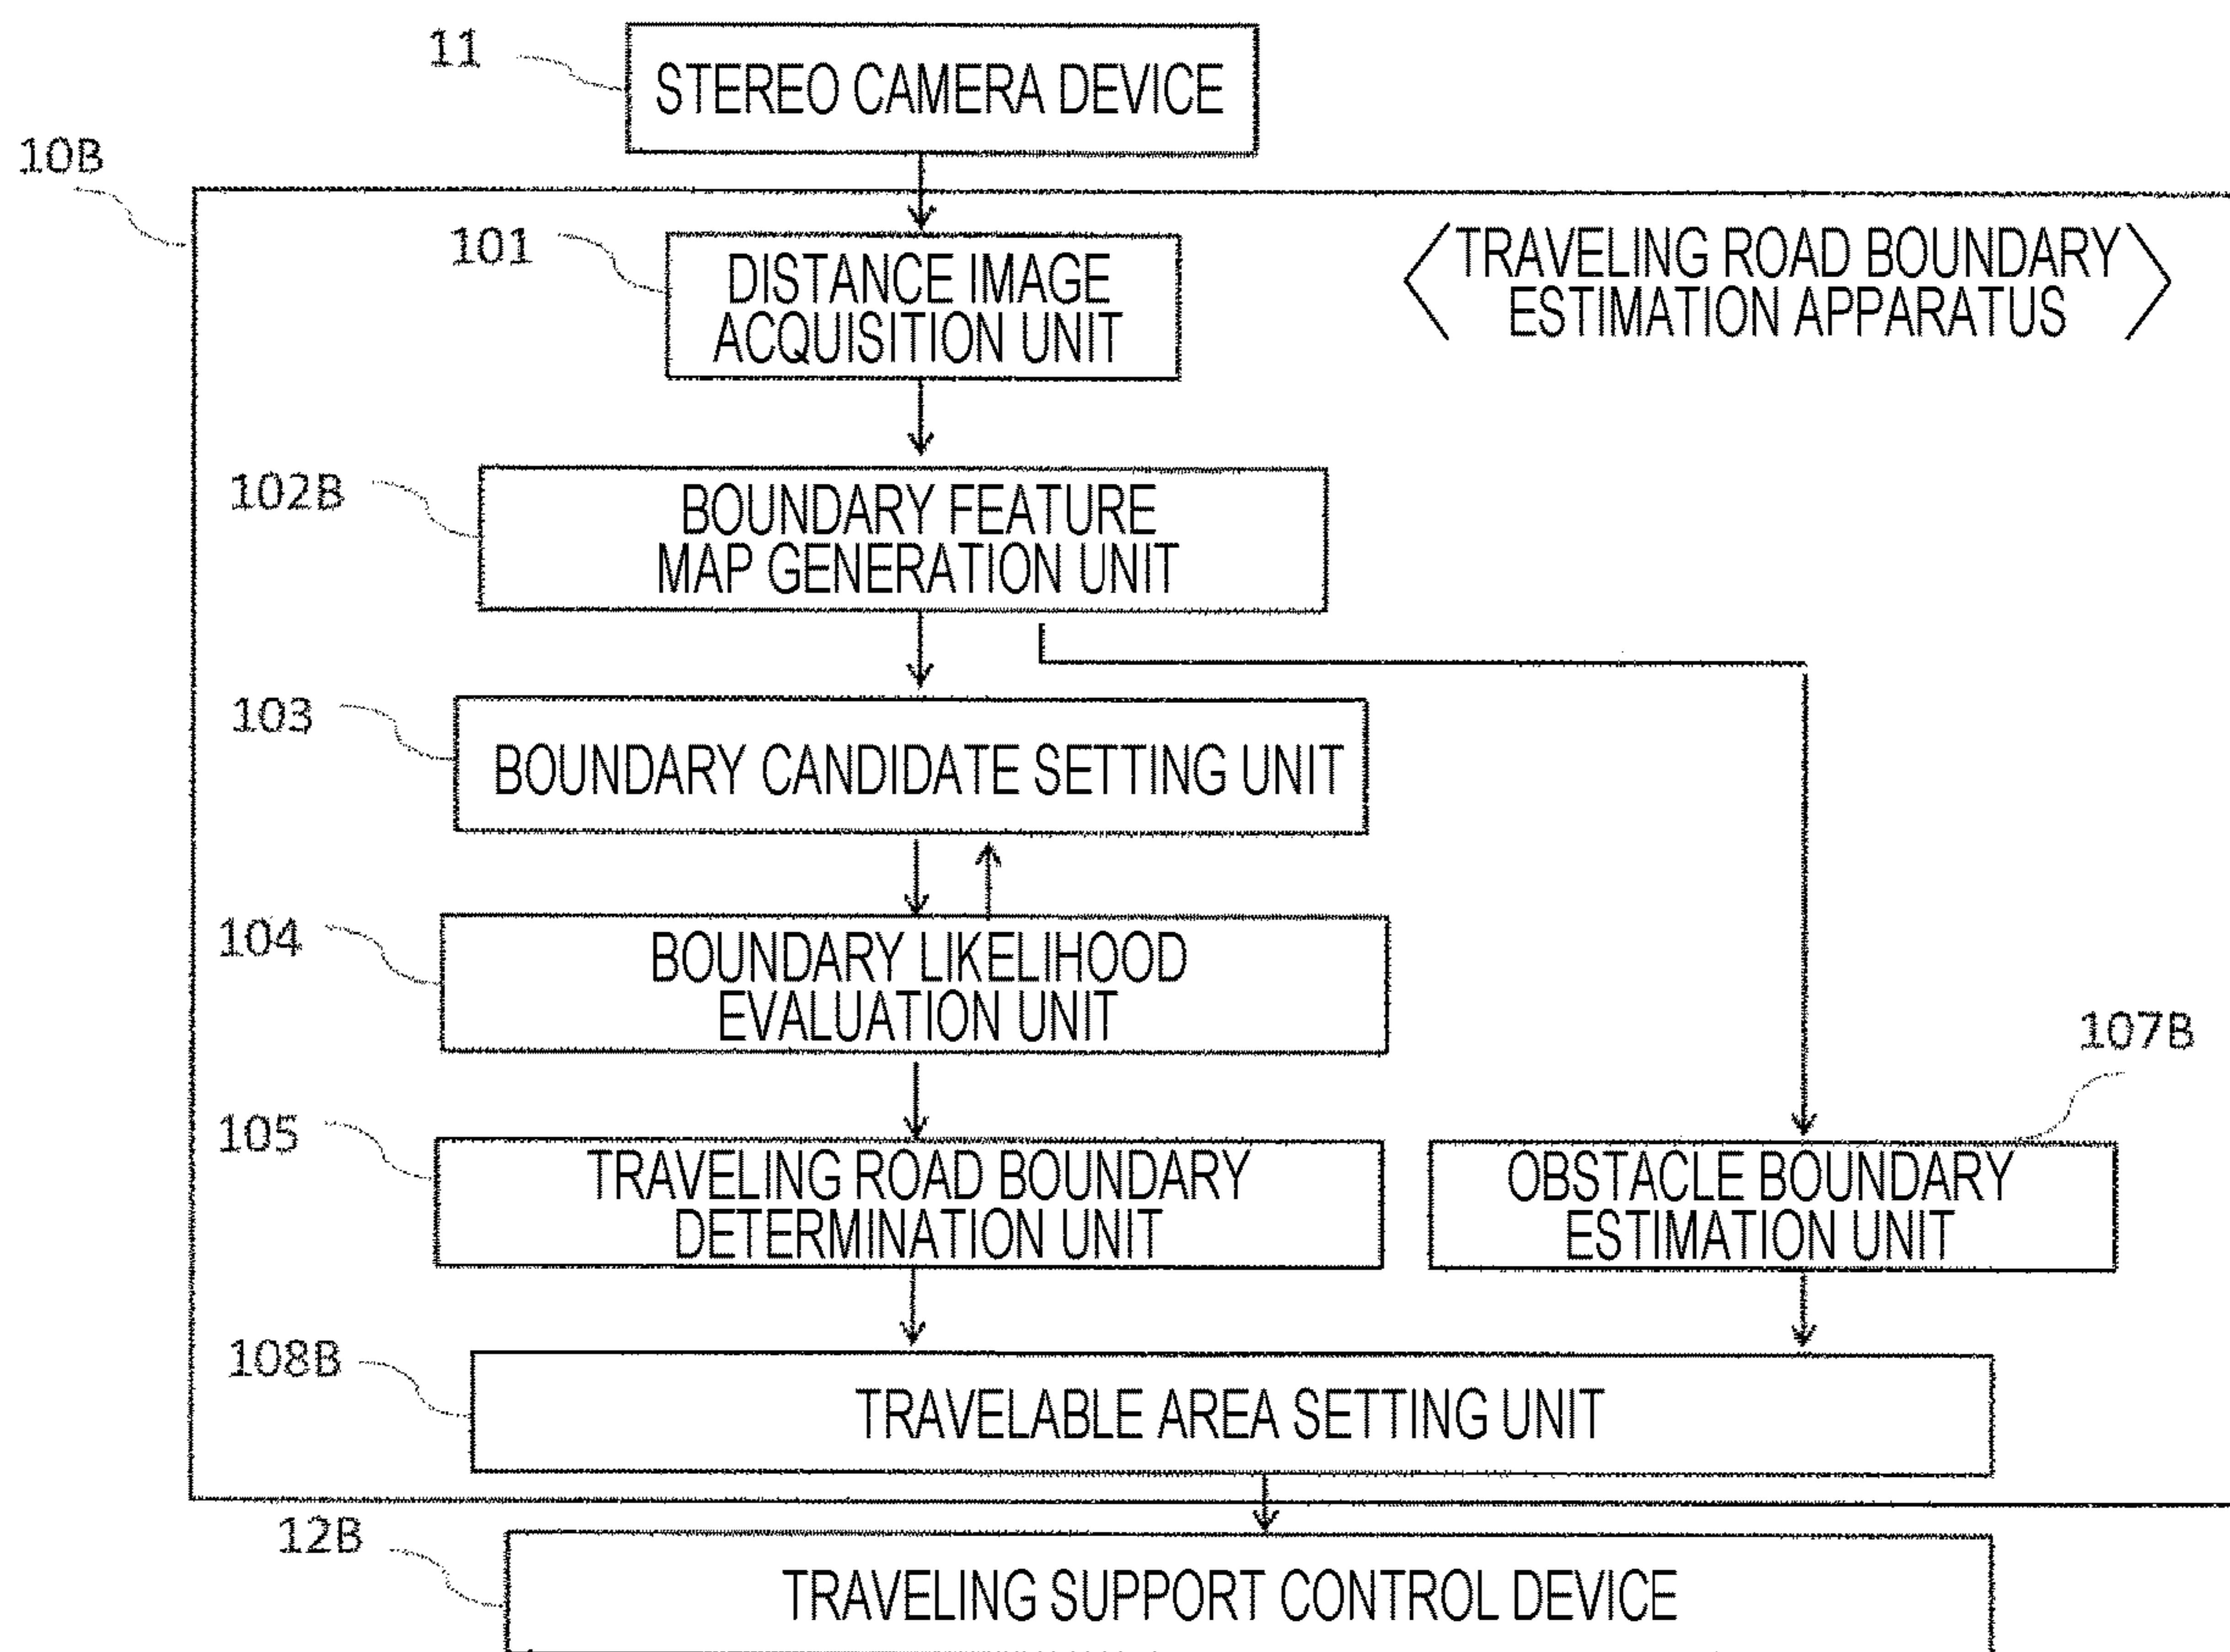 11
STEREO CAMERA DEVICE
10B
101
DISTANCE IMAGE
ACQUISITION UNIT
TRAVELING ROAD BOUNDARY
ESTIMATION APPARATUS
102B
BOUNDARY FEATURE
MAP GENERATION UNIT
103
BOUNDARY CANDIDATE SETTING UNIT
104
BOUNDARY LIKELIHOOD
EVALUATION UNIT
105
TRAVELING ROAD BOUNDARY
DETERMINATION UNIT
107B
OBSTACLE BOUNDARY
ESTIMATION UNIT
108B
TRAVELABLE AREA SETTING UNIT
12B
TRAVELING SUPPORT CONTROL DEVICE